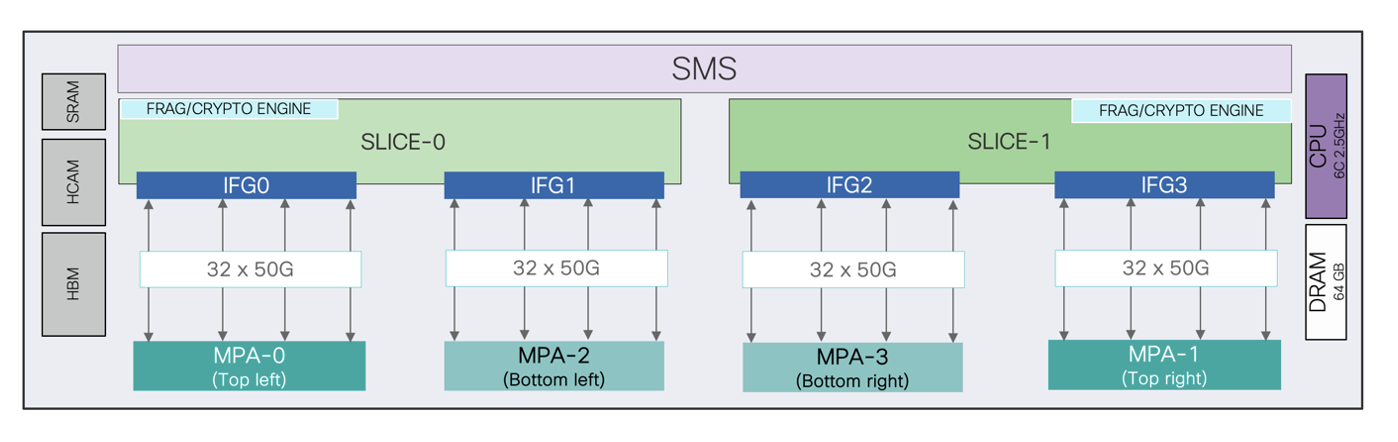 SMS
SRAM
HCAM
HBM
FRAG/CRYPTO ENGINE
SLICE-0
IFG0
IFG1
FRAG/CRYPTO ENGINE
SLICE-1
IFG2
IFG3
CPU
6C 2.5GHz
DRAM
64 GB
32 x 50G
32 x 50G
32 x 50G
32 x 50G
MPA-0
(Top left)
MPA-2
(Bottom left)
MPA-3
(Bottom right)
MPA-1
(Top right)